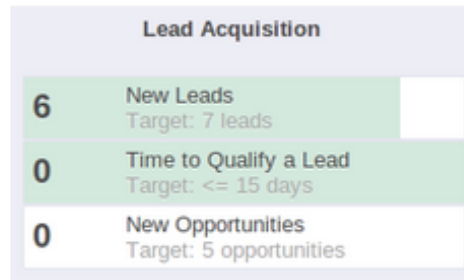 Lead Acquisition
6 New Leads
Target: 7 leads
0 Time to Qualify a Lead
Target: <= 15 days
0 New Opportunities
Target: 5 opportunities